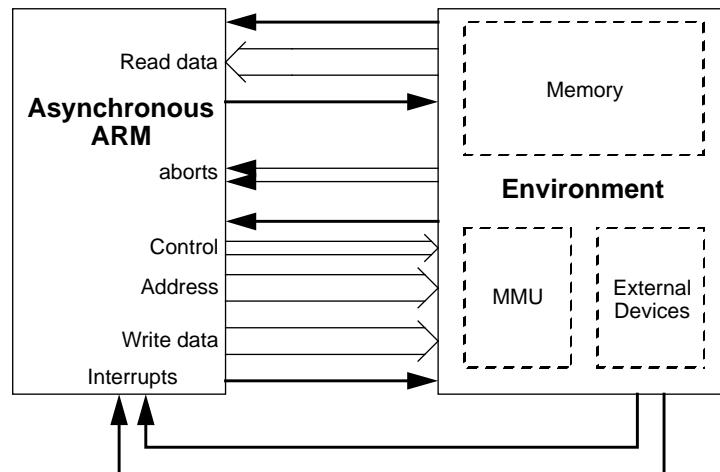 Read data
Asynchronous
ARM
aborts
Control
Address
Write data
Interrupts
Memory
Environment
MMU
External
Devices